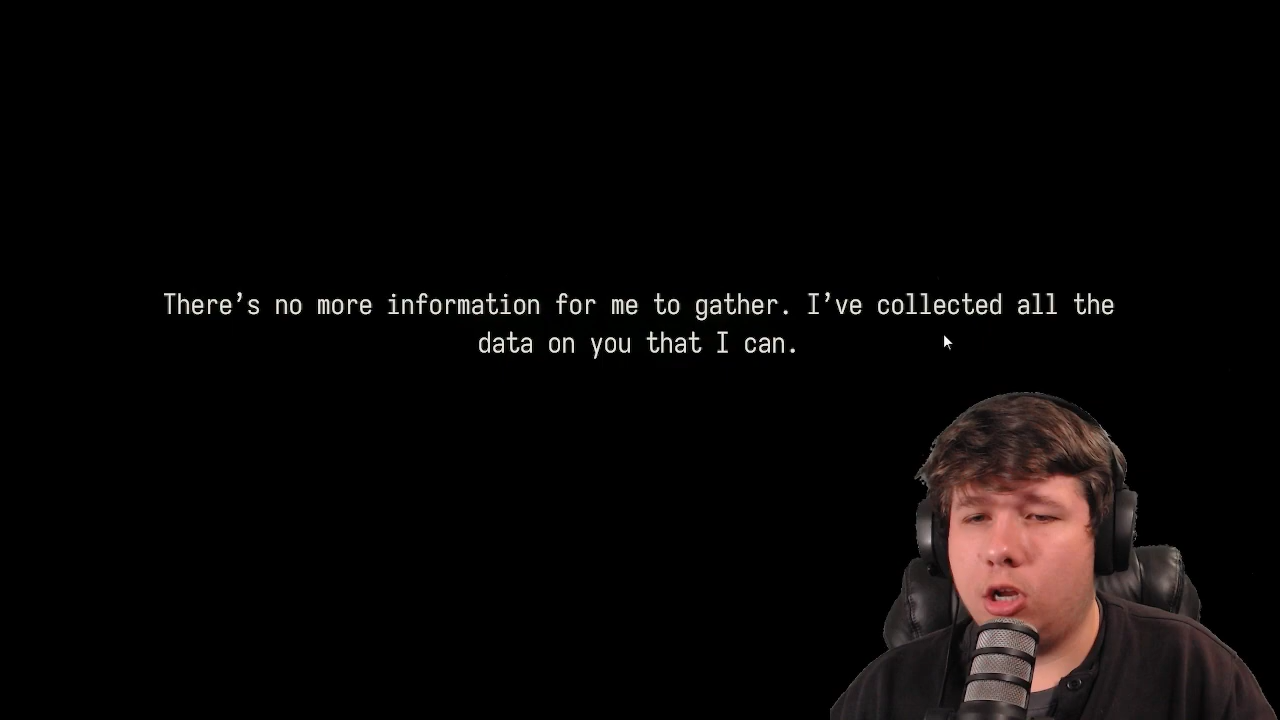 There’s no more information for me to gather. I’ve collected all the
data on you that I can.